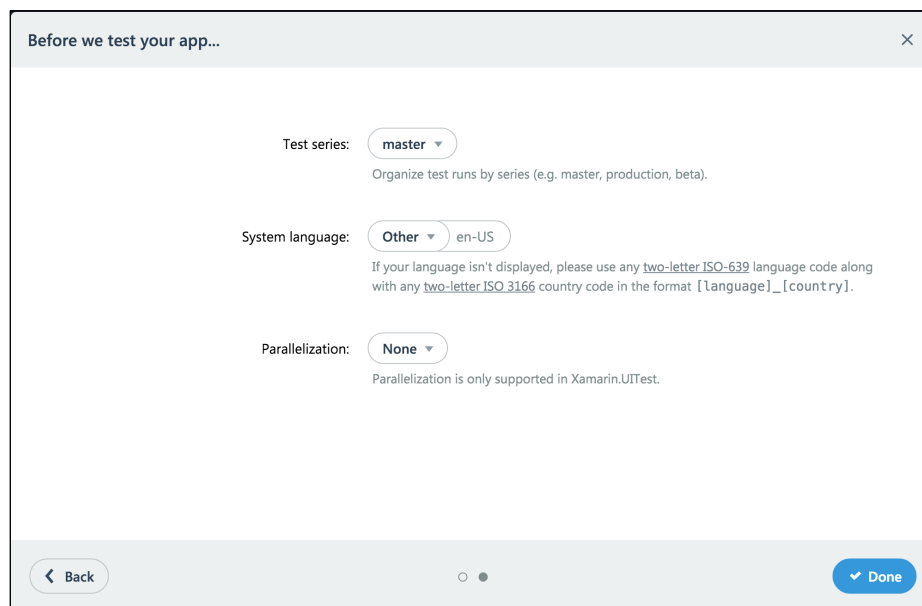 Before we test your app...
Test series: master
Organize test runs by series (e.g. master, production, beta).
System language: Other en-US
If your language isn't displayed, please use any two-letter ISO-639 language code along
with any two-letter ISO 3166 country code in the format [language]_[country].
Parallelization: None
Parallelization is only supported in Xamarin.UITest.
Back
Done